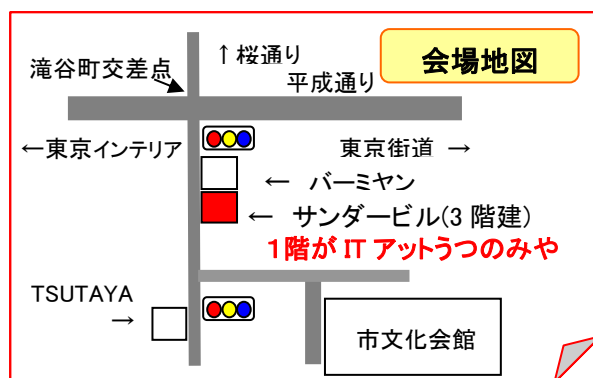 会場地図
↑桜通り
滝谷町交差点
平成通り
←東京インテリア
東京街道 →
← バーミヤン
← サンダービル(3 階建)
1階が IT アットうつのみや
TSUTAYA
→
市文化会館